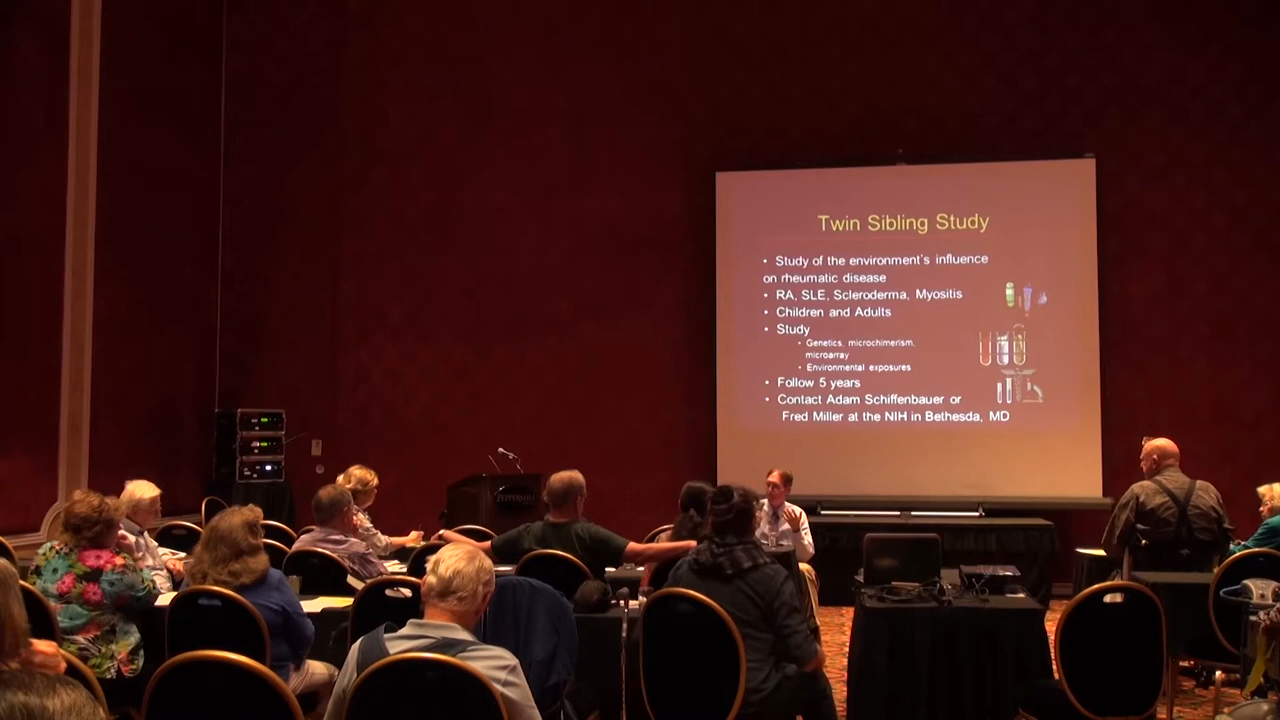 Twin Sibling Study
• Study of the environment's influence
on rheumatic disease
• RA, SLE, Scleroderma, Myositis
• Children and Adults
• Study
• Genetics, microchimerism,
microarray
• Environmental exposures
• Follow 5 years
• Contact Adam Schiffenbauer or
Fred Miller at the NIH in Bethesda, MD
PEPPERMILL